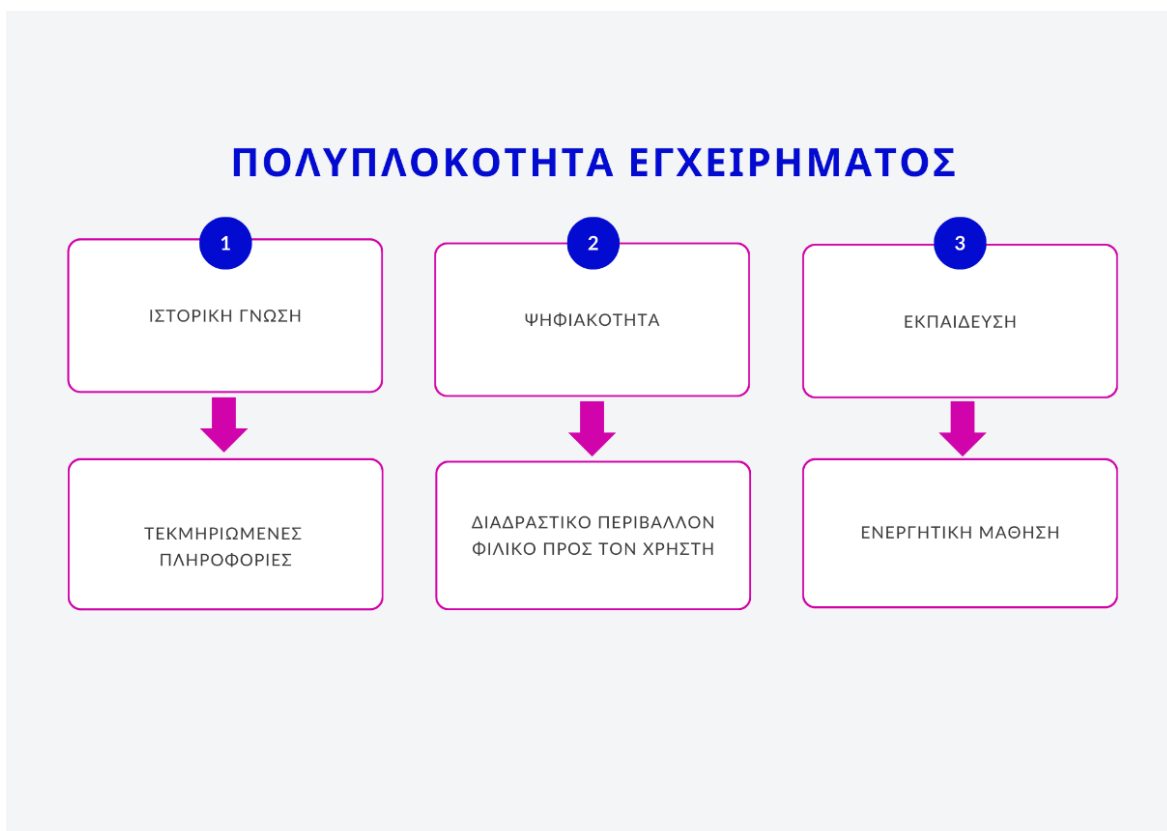 ΠΟΛΥΠΛΟΚΟΤΗΤΑ ΕΓΧΕΙΡΗΜΑΤΟΣ
1
ΙΣΤΟΡΙΚΗ ΓΝΩΣΗ
ΤΕΚΜΗΡΙΩΜΕΝΕΣ
ΠΛΗΡΟΦΟΡΙΕΣ
2
ΨΗΦΙΑΚΟΤΗΤΑ
ΔΙΑΔΡΑΣΤΙΚΟ ΠΕΡΙΒΑΛΛΟΝ
ΦΙΛΙΚΟ ΠΡΟΣ ΤΟΝ ΧΡΗΣΤΗ
3
ΕΚΠΑΙΔΕΥΣΗ
ΕΝΕΡΓΗΤΙΚΗ ΜΑΘΗΣΗ